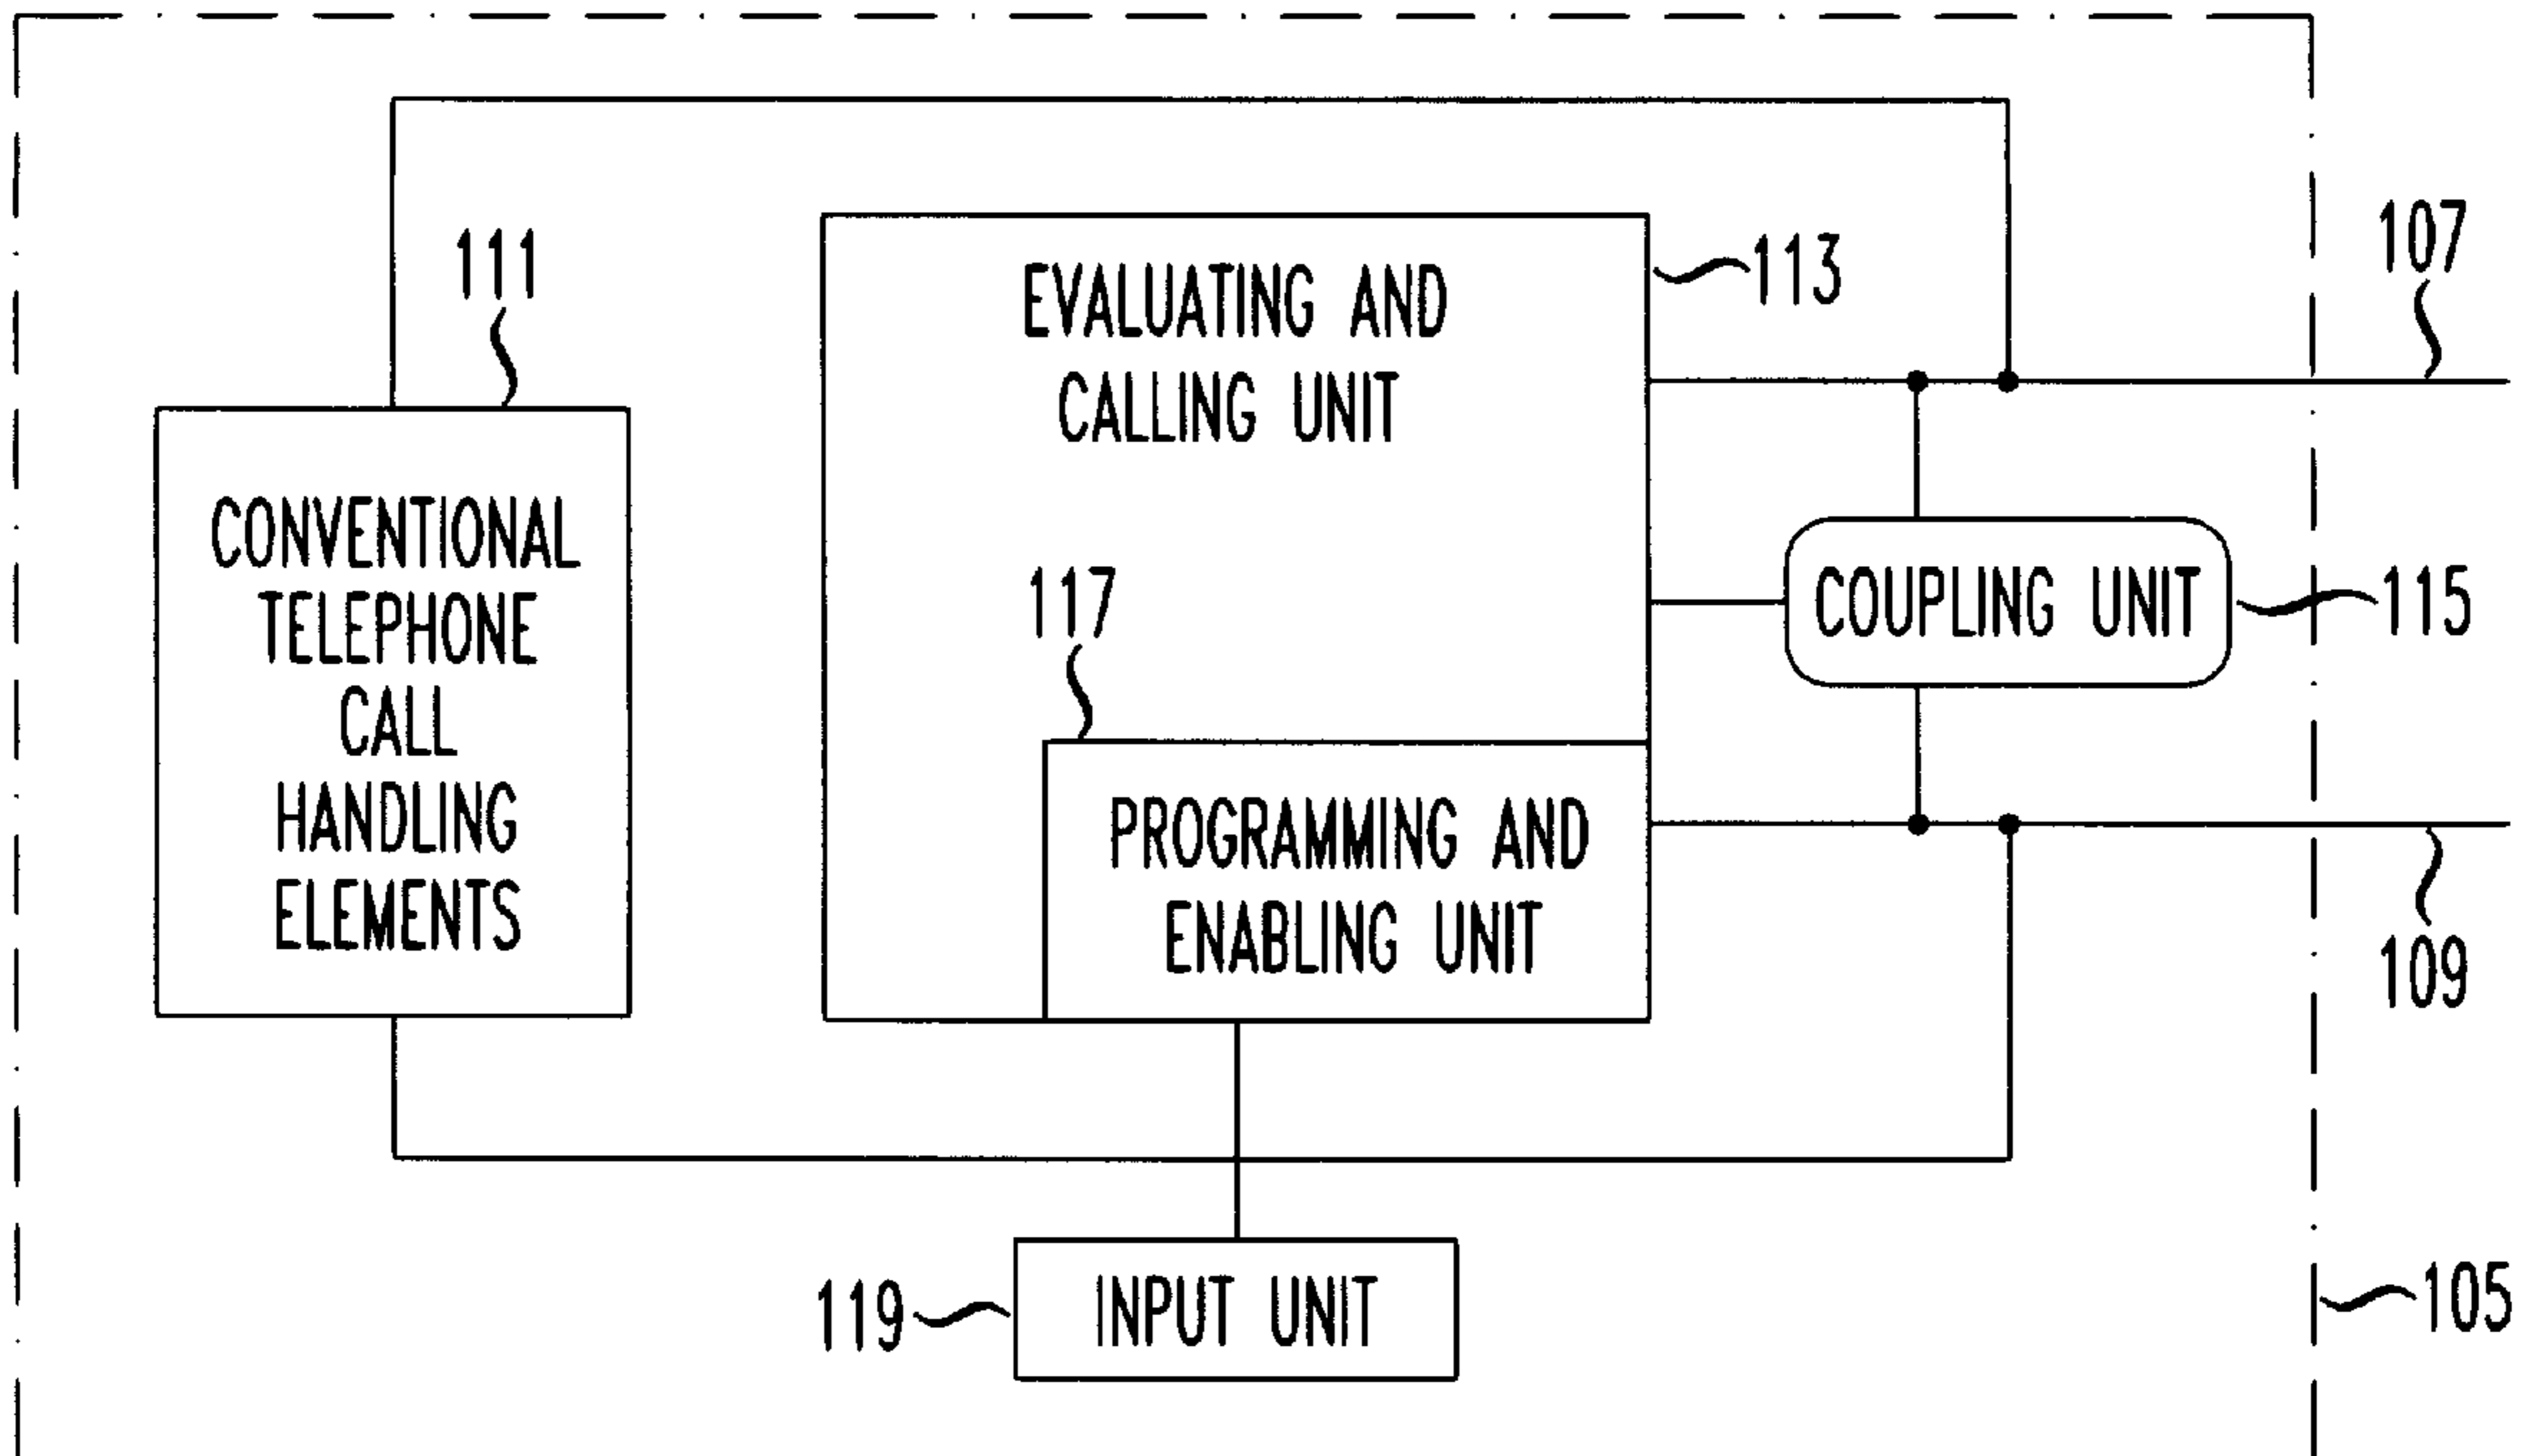 107
111
113
EVALUATING AND
CALLING UNIT
CONVENTIONAL
TELEPHONE
CALL
HANDLING
ELEMENTS
117
COUPLING UNIT
115
PROGRAMMING AND
ENABLING UNIT
109
119
INPUT UNIT
105